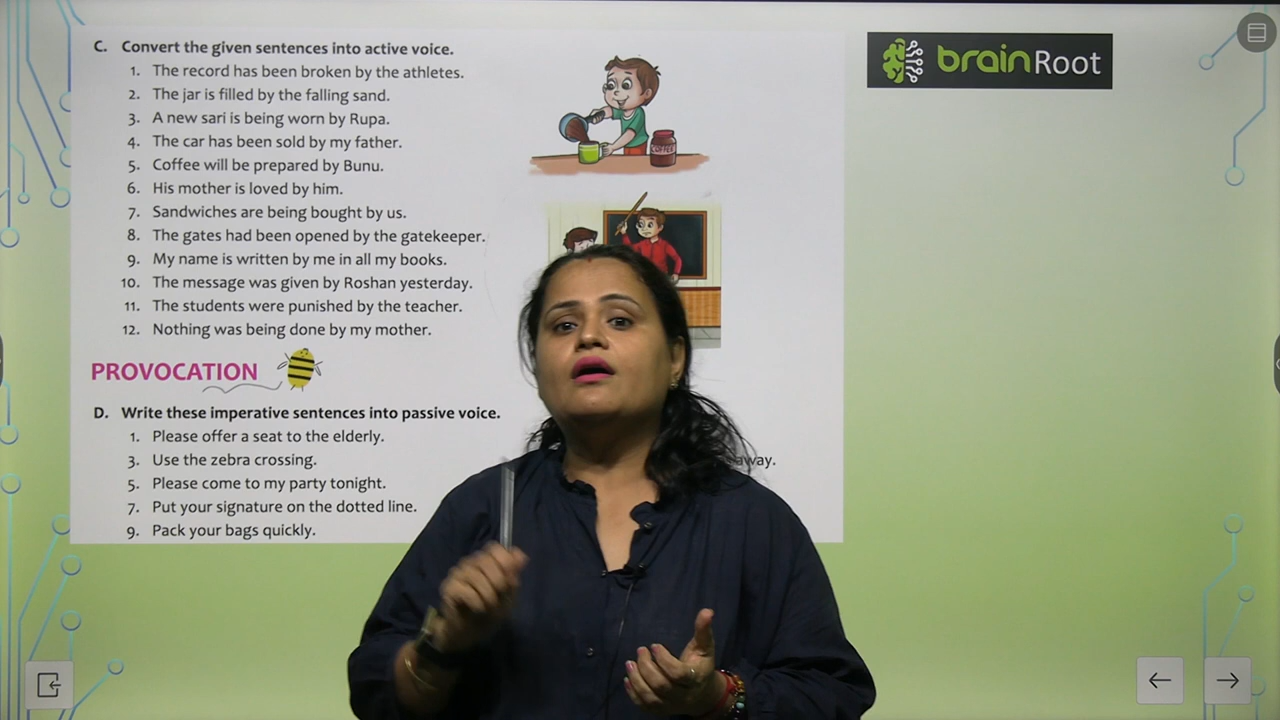 C. Convert the given sentences into active voice.
1. The record has been broken by the athletes.
2. The jar is filled by the falling sand.
3. A new sari is being worn by Rupa.
4. The car has been sold by my father.
5. Coffee will be prepared by Bunu.
6. His mother is loved by him.
7. Sandwiches are being bought by us.
8. The gates had been opened by the gatekeeper.
9. My name is written by me in all my books.
10. The message was given by Roshan yesterday.
11. The students were punished by the teacher.
12. Nothing was being done by my mother.
COFFEE
PROVOCATION
D. Write these imperative sentences into passive voice.
1. Please offer a seat to the elderly.
3. Use the zebra crossing.
away.
5. Please come to my party tonight.
7. Put your signature on the dotted line.
9. Pack your bags quickly.
brainRoot